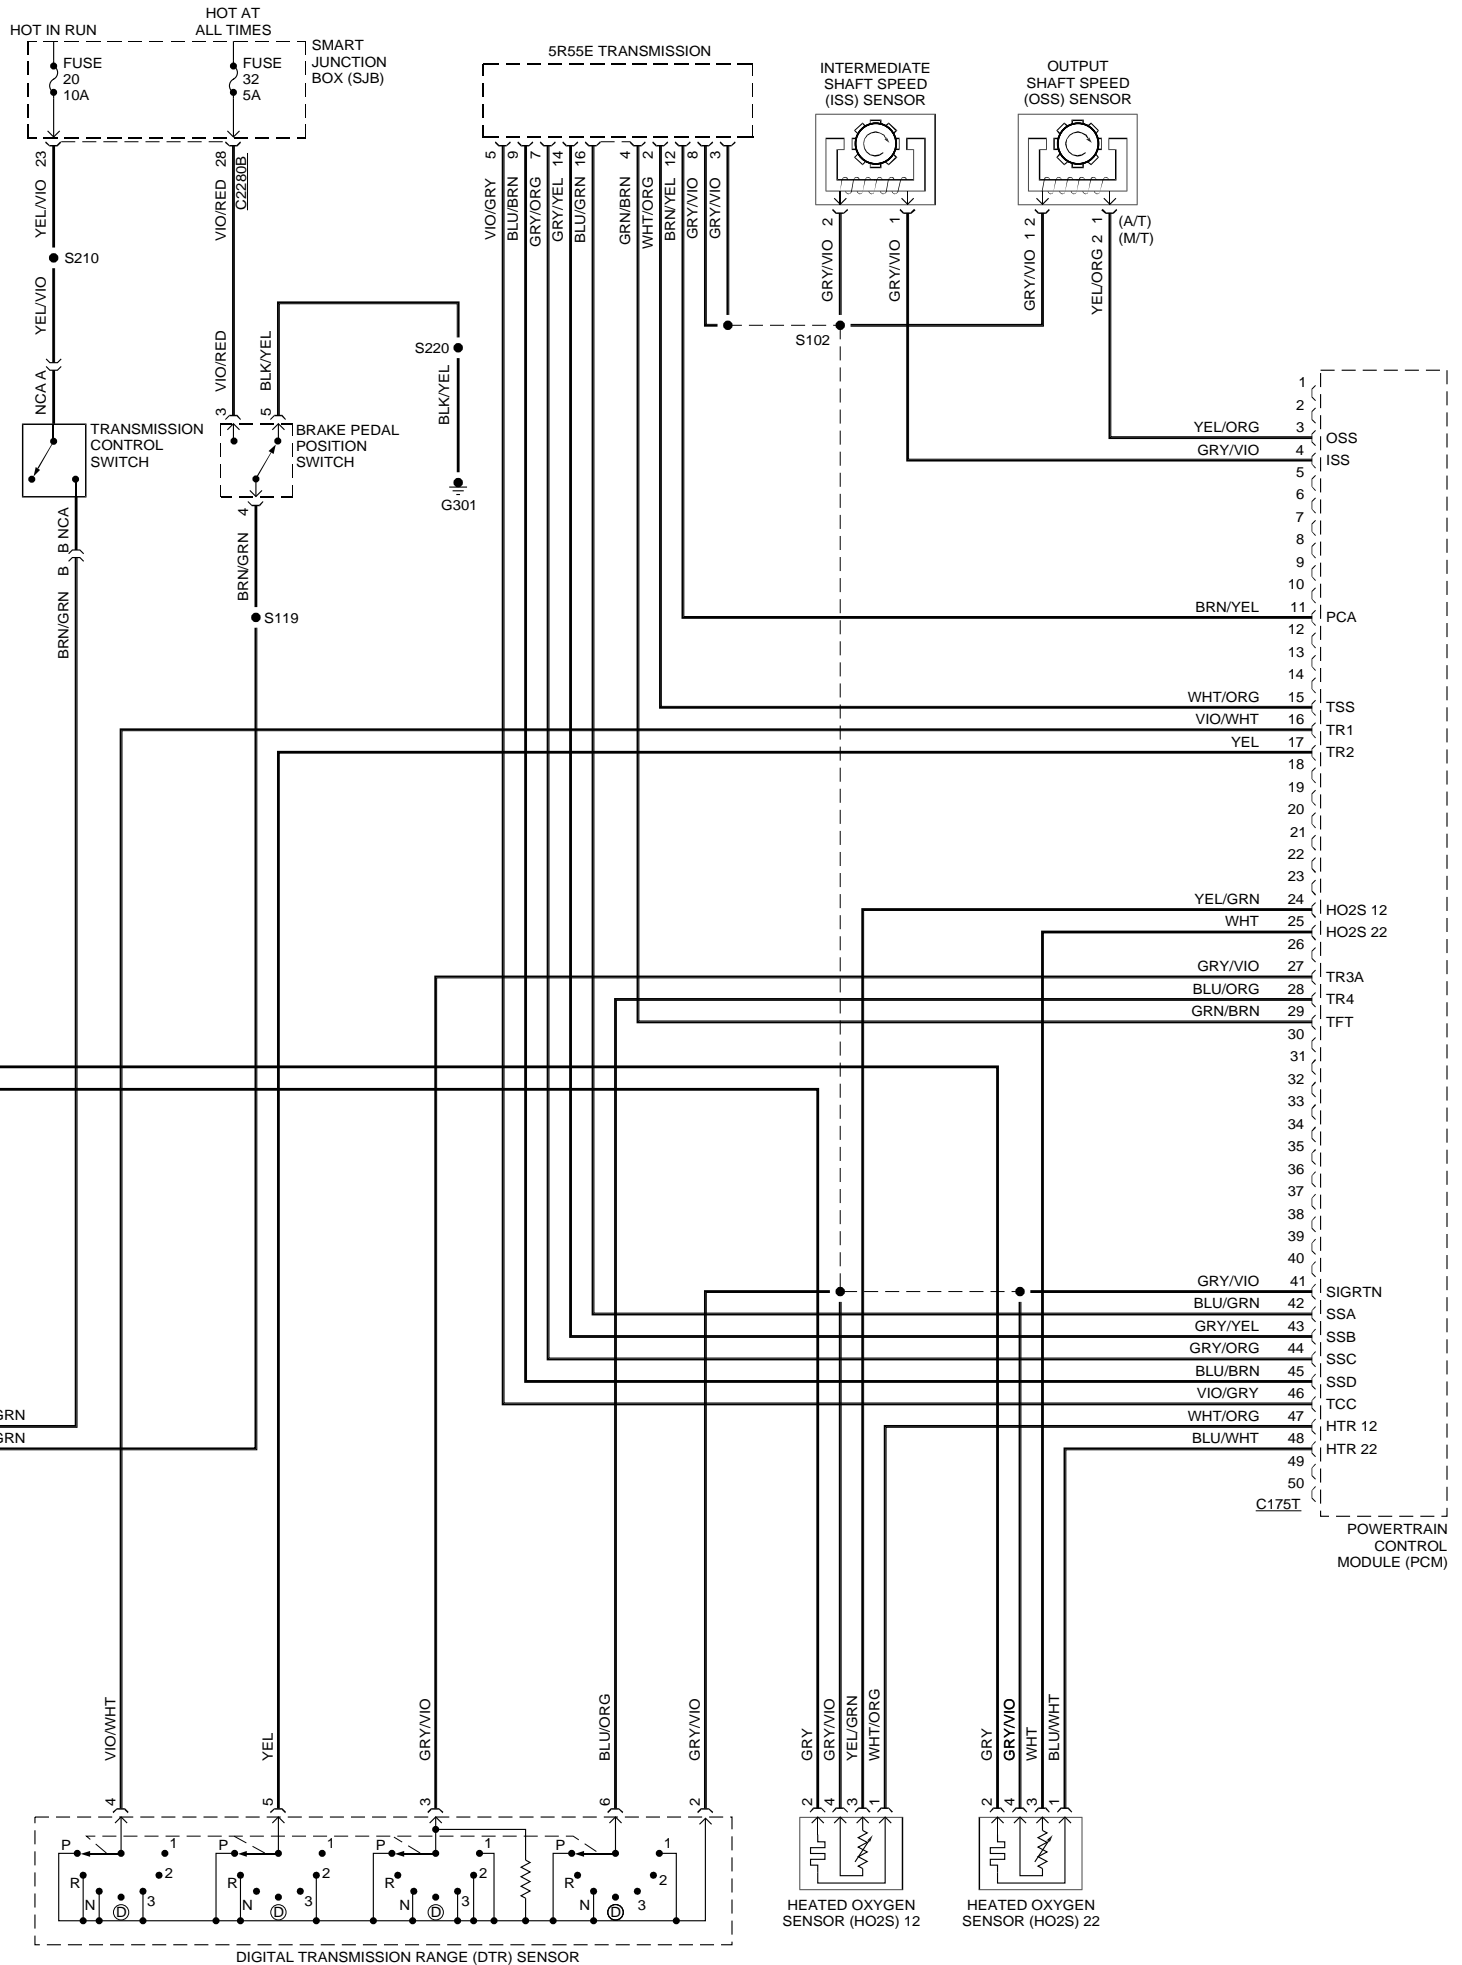 HOT IN RUN
HOT AT
ALL TIMES
FUSE
20
10A
FUSE
32
5A
SMART
JUNCTION
BOX (SJB)
23
YEL/VIO
S210
YEL/VIO
NCA A
28
C2280B
VIO/RED
VIO/RED
3
BLK/YEL
5
S220
BLK/YEL
G301
TRANSMISSION
CONTROL
SWITCH
BRAKE PEDAL
POSITION
SWITCH
B NCA
B
BRN/GRN
4
BRN/GRN
S119
5R55E TRANSMISSION
5
VIO/GRY
9
BLU/BRN
7
GRY/ORG
14
GRY/YEL
16
BLU/GRN
4
GRN/BRN
2
WHT/ORG
12
BRN/YEL
8
GRY/VIO
3
GRY/VIO
INTERMEDIATE
SHAFT SPEED
(ISS) SENSOR
2
GRY/VIO
1
GRY/VIO
S102
OUTPUT
SHAFT SPEED
(OSS) SENSOR
GRY/VIO 1 2
YEL/ORG 2 1
(A/T)
(M/T)
1
2
YEL/ORG 3 OSS
GRY/VIO 4 ISS
5
6
7
8
9
10
BRN/YEL 11 PCA
12
13
14
WHT/ORG 15 TSS
VIO/WHT 16 TR1
YEL 17 TR2
18
19
20
21
22
23
YEL/GRN 24 HO2S 12
WHT 25 HO2S 22
26
GRY/VIO 27 TR3A
BLU/ORG 28 TR4
GRN/BRN 29 TFT
30
31
32
33
34
35
36
37
38
39
40
GRY/VIO 41 SIGRTN
BLU/GRN 42 SSA
GRY/YEL 43 SSB
GRY/ORG 44 SSC
BLU/BRN 45 SSD
VIO/GRY 46 TCC
WHT/ORG 47 HTR 12
BLU/WHT 48 HTR 22
49
50
C175T
POWERTRAIN
CONTROL
MODULE (PCM)
GRN
GRN
VIO/WHT
4
YEL
5
GRY/VIO
3
BLU/ORG
6
GRY/VIO
2
P R N D 3 2 1
P R N D 3 2 1
P R N D 3 2 1
P R N D 3 2 1
DIGITAL TRANSMISSION RANGE (DTR) SENSOR
GRY
2
GRY/VIO
4
YEL/GRN
3
WHT/ORG
1
HEATED OXYGEN
SENSOR (HO2S) 12
GRY
2
GRY/VIO
4
WHT
3
BLU/WHT
1
HEATED OXYGEN
SENSOR (HO2S) 22